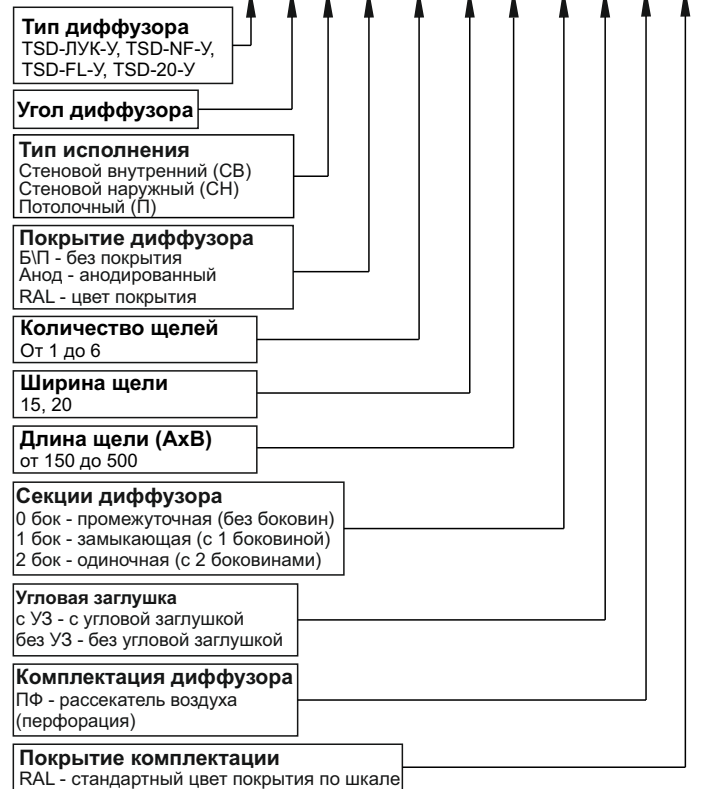 Тип диффузора
TSD-ЛУК-У, TSD-NF-У,
TSD-FL-У, TSD-20-У
Угол диффузора
Тип исполнения
Стеновой внутренний (СВ)
Стеновой наружный (СН)
Потолочный (П)
Покрытие диффузора
Б\П - без покрытия
Анод - анодированный
RAL - цвет покрытия
Количество щелей
От 1 до 6
Ширина щели
15, 20
Длина щели (АхВ)
от 150 до 500
Секции диффузора
0 бок - промежуточная (без боковин)
1 бок - замыкающая (с 1 боковиной)
2 бок - одиночная (с 2 боковинами)
Угловая заглушка
с УЗ - с угловой заглушкой
без УЗ - без угловой заглушкой
Комплектация диффузора
ПФ - рассекатель воздуха
(перфорация)
Покрытие комплектации
RAL - стандартный цвет покрытия по шкале